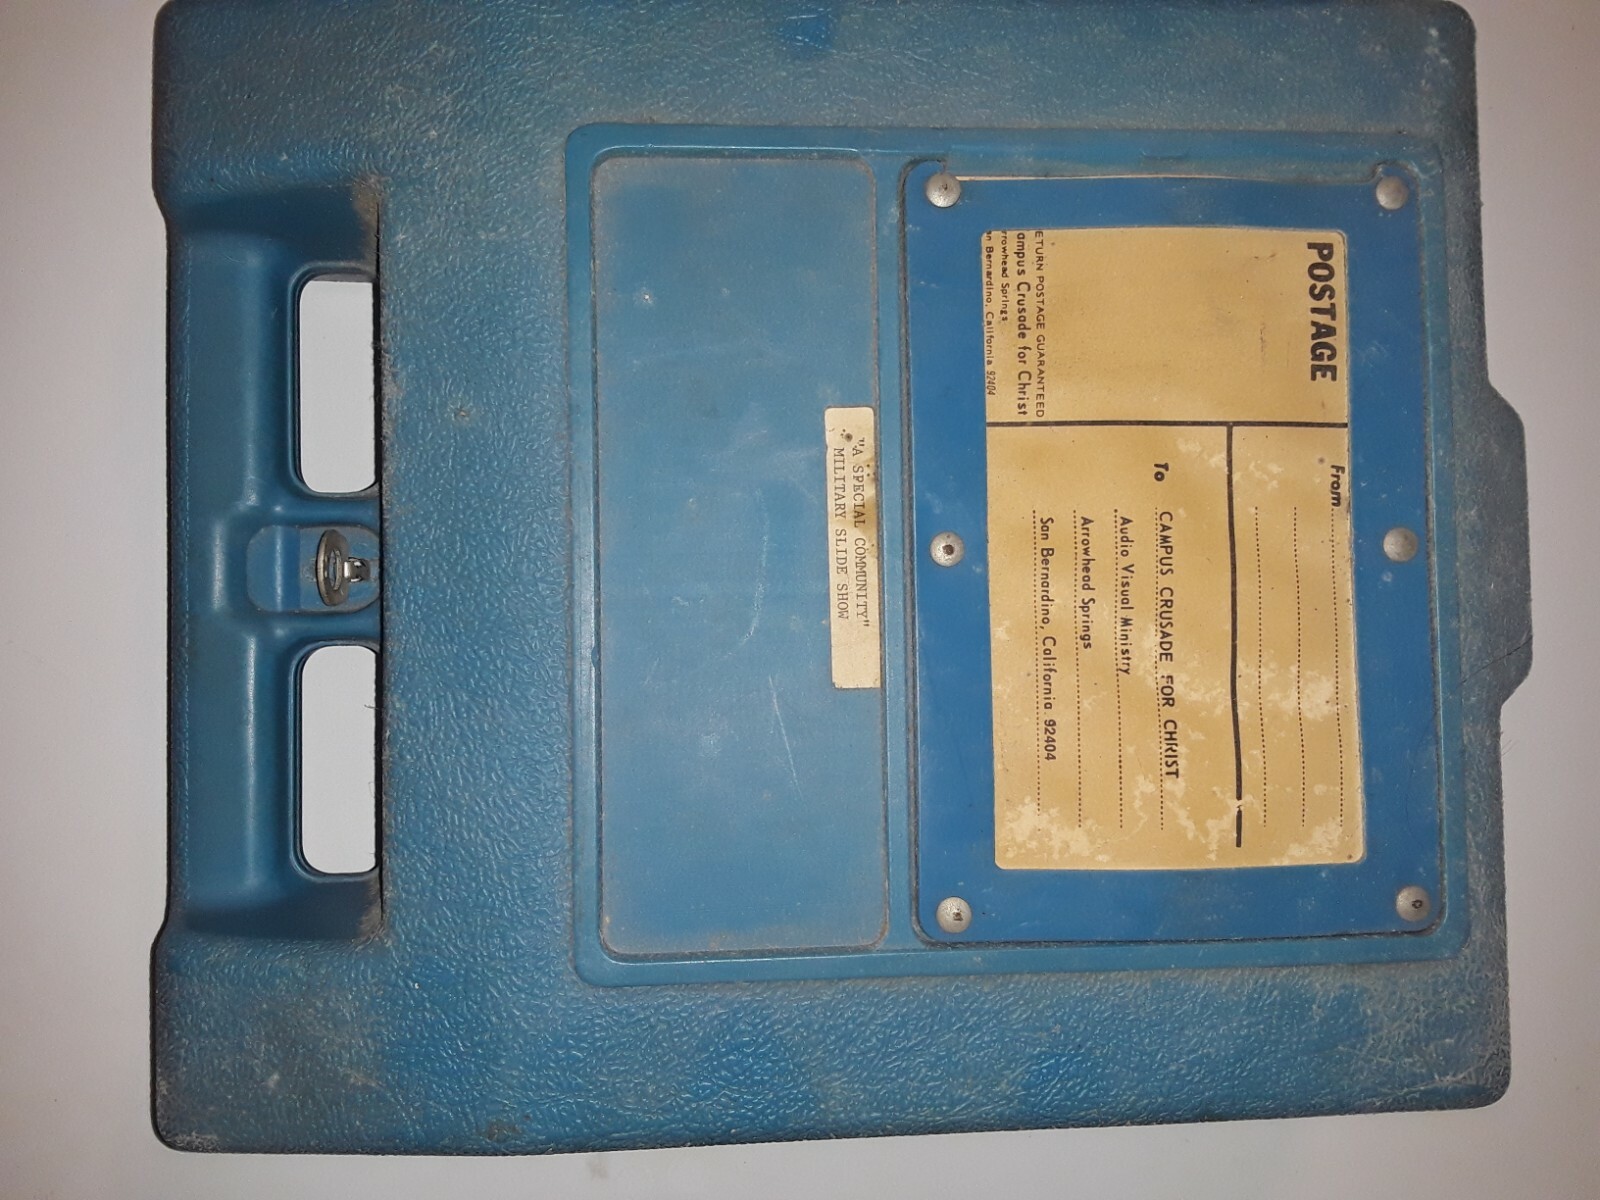 POSTAGE
ETURN POSTAGE GUARANTEED
ampus Crusade for Christ
rrowhead Springs
n Bernardino, California 92404
From
To CAMPUS CRUSADE FOR CHRIST
Audio Visual Ministry
Arrowhead Springs
San Bernardino, California 92404
"A SPECIAL COMMUNITY"
MILITARY SLIDE SHOW